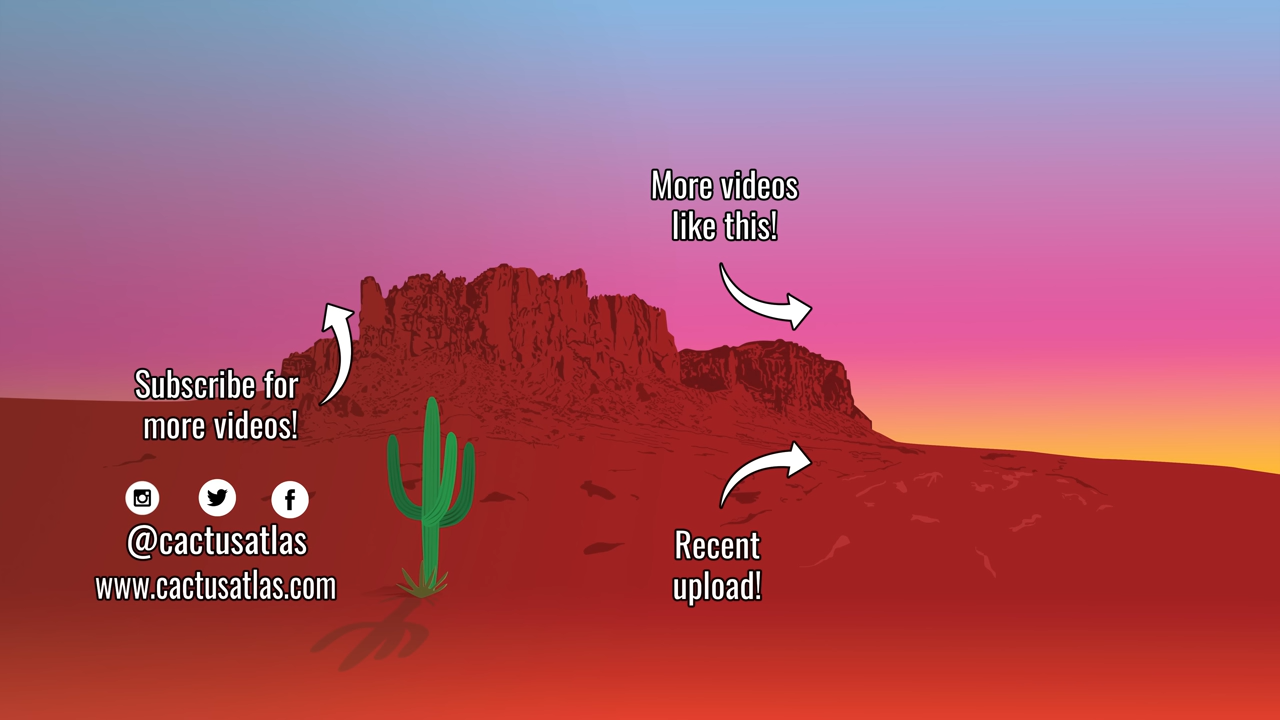 More videos
like this!
Subscribe for
more videos!
@cactusatlas
www.cactusatlas.com
Recent
upload!